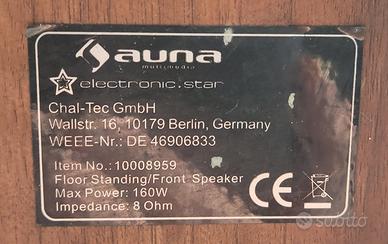 auna
multimedia
electronic.star
Chal-Tec GmbH
Wallstr. 16, 10179 Berlin, Germany
WEEE-Nr.: DE 46906833
Item No.: 10008959
Floor Standing/Front Speaker
Max Power: 160W
Impedance: 8 Ohm
CE
subito